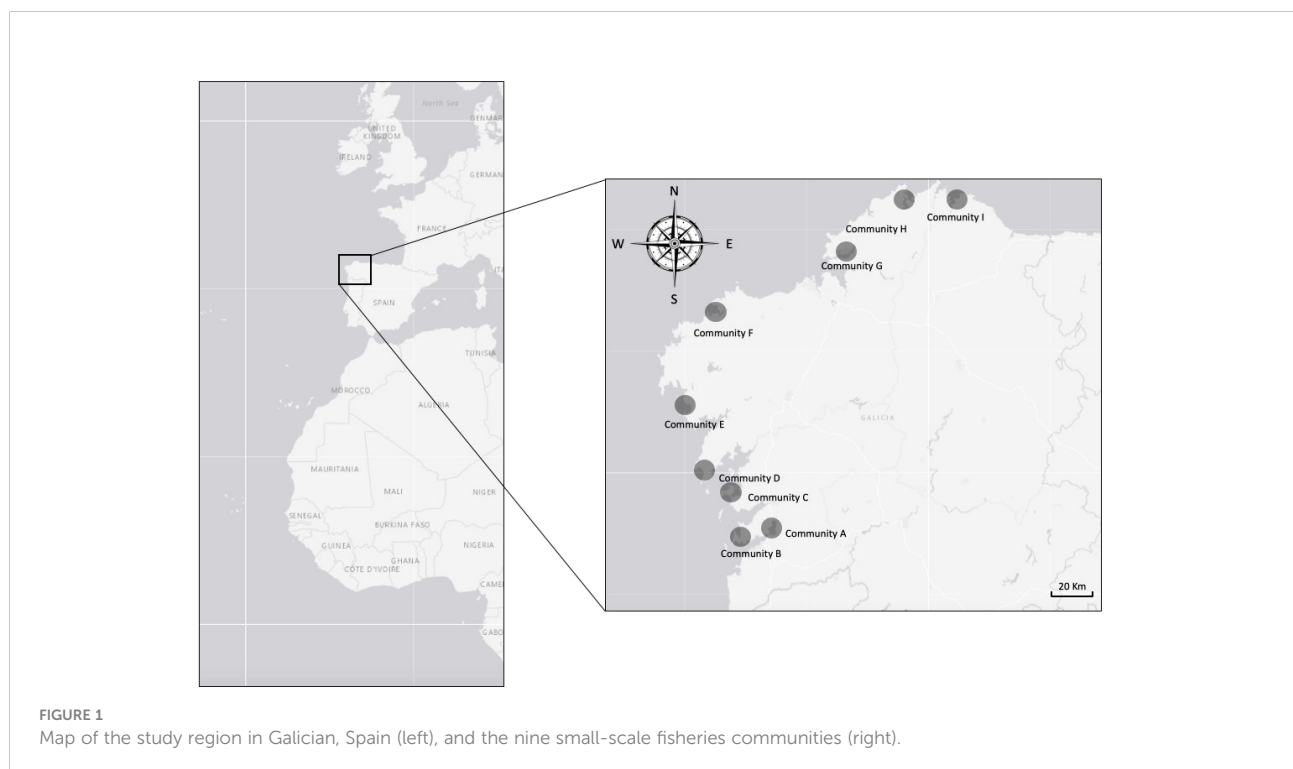 North Sea
DENMAR
UNITED
KINGDOM
IRELAND
GERMAN
FRANCE
ITA
SPAIN
TUNISIA
MOROCCO
ALGERIA
MAURITANIA
MALI
NIGER
SENEGAL
BURKINA FASO
GUINEA
NIGERIA
GHANA
CÔTE D'IVOIRE
CAME
GABO
N
W
E
S
Community I
Community H
Community G
Community F
GALICIA
Community E
Community D
Community C
Community A
Community B
20 Km
FIGURE 1
Map of the study region in Galician, Spain (left), and the nine small-scale fisheries communities (right).